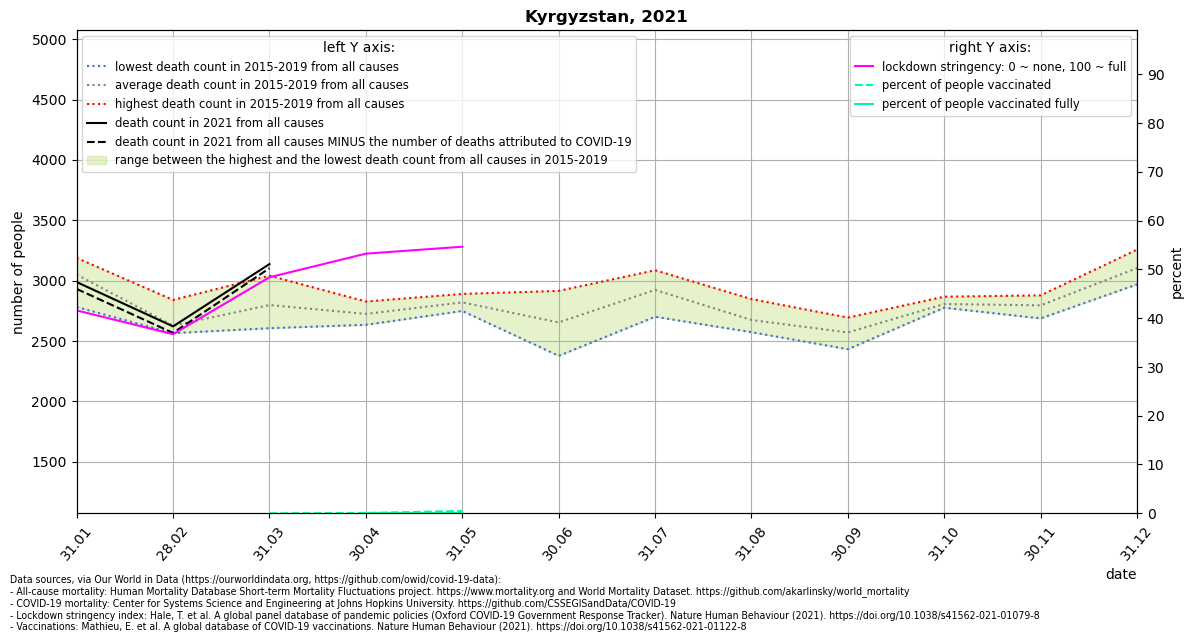 Kyrgyzstan, 2021
left Y axis:
lowest death count in 2015-2019 from all causes
average death count in 2015-2019 from all causes
highest death count in 2015-2019 from all causes
death count in 2021 from all causes
death count in 2021 from all causes MINUS the number of deaths attributed to COVID-19
range between the highest and the lowest death count from all causes in 2015-2019
right Y axis:
lockdown stringency: 0 ~ none, 100 ~ full
percent of people vaccinated
percent of people vaccinated fully
number of people
5000
4500
4000
3500
3000
2500
2000
1500
percent
90
80
70
60
50
40
30
20
10
0
31.01
28.02
31.03
30.04
31.05
30.06
31.07
31.08
30.09
31.10
30.11
31.12
date
Data sources, via Our World in Data (https://ourworldindata.org, https://github.com/owid/covid-19-data):
- All-cause mortality: Human Mortality Database Short-term Mortality Fluctuations project. https://www.mortality.org and World Mortality Dataset. https://github.com/akarlinsky/world_mortality
- COVID-19 mortality: Center for Systems Science and Engineering at Johns Hopkins University. https://github.com/CSSEGISandData/COVID-19
- Lockdown stringency index: Hale, T. et al. A global panel database of pandemic policies (Oxford COVID-19 Government Response Tracker). Nature Human Behaviour (2021). https://doi.org/10.1038/s41562-021-01079-8
- Vaccinations: Mathieu, E. et al. A global database of COVID-19 vaccinations. Nature Human Behaviour (2021). https://doi.org/10.1038/s41562-021-01122-8